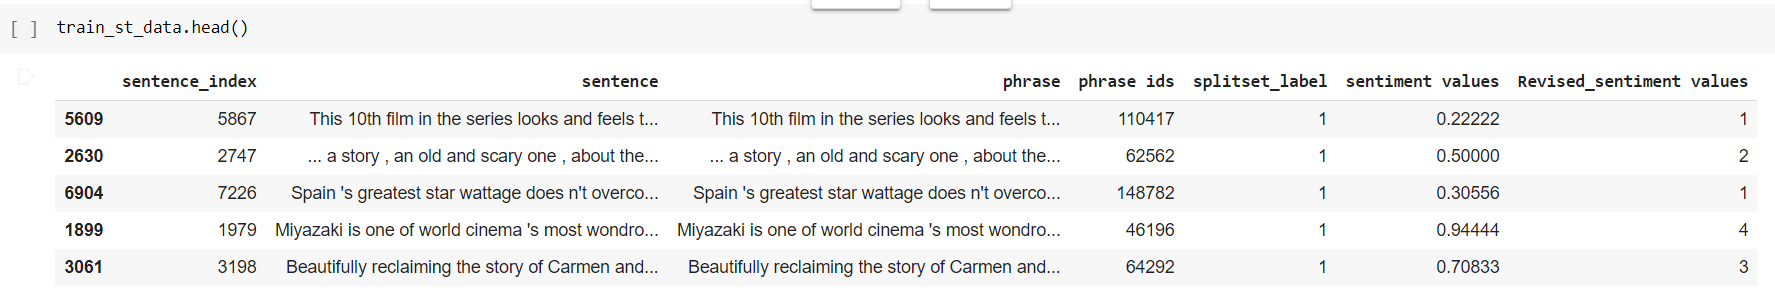 [ ] train_st_data.head()
sentence_index sentence phrase phrase ids splitset_label sentiment values Revised_sentiment values
5609 5867 This 10th film in the series looks and feels t... This 10th film in the series looks and feels t... 110417 1 0.22222 1
2630 2747 ... a story , an old and scary one , about the... ... a story , an old and scary one , about the... 62562 1 0.50000 2
6904 7226 Spain 's greatest star wattage does n't overco... Spain 's greatest star wattage does n't overco... 148782 1 0.30556 1
1899 1979 Miyazaki is one of world cinema 's most wondro... Miyazaki is one of world cinema 's most wondro... 46196 1 0.94444 4
3061 3198 Beautifully reclaiming the story of Carmen and... Beautifully reclaiming the story of Carmen and... 64292 1 0.70833 3